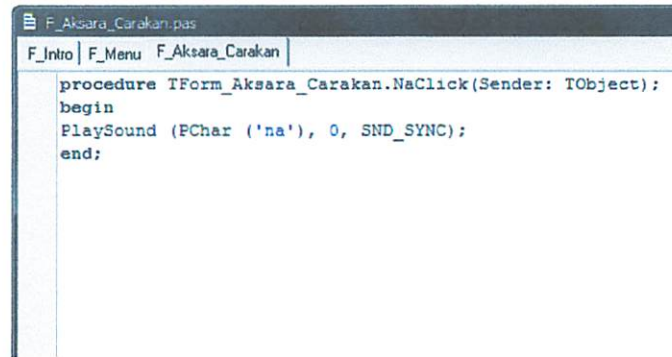 F_Aksara_Carakan.pas
F_Intro F_Menu F_Aksara_Carakan
procedure TForm_Aksara_Carakan.NaClick(Sender: TObject);
begin
PlaySound (PChar ('na'), 0, SND_SYNC);
end;